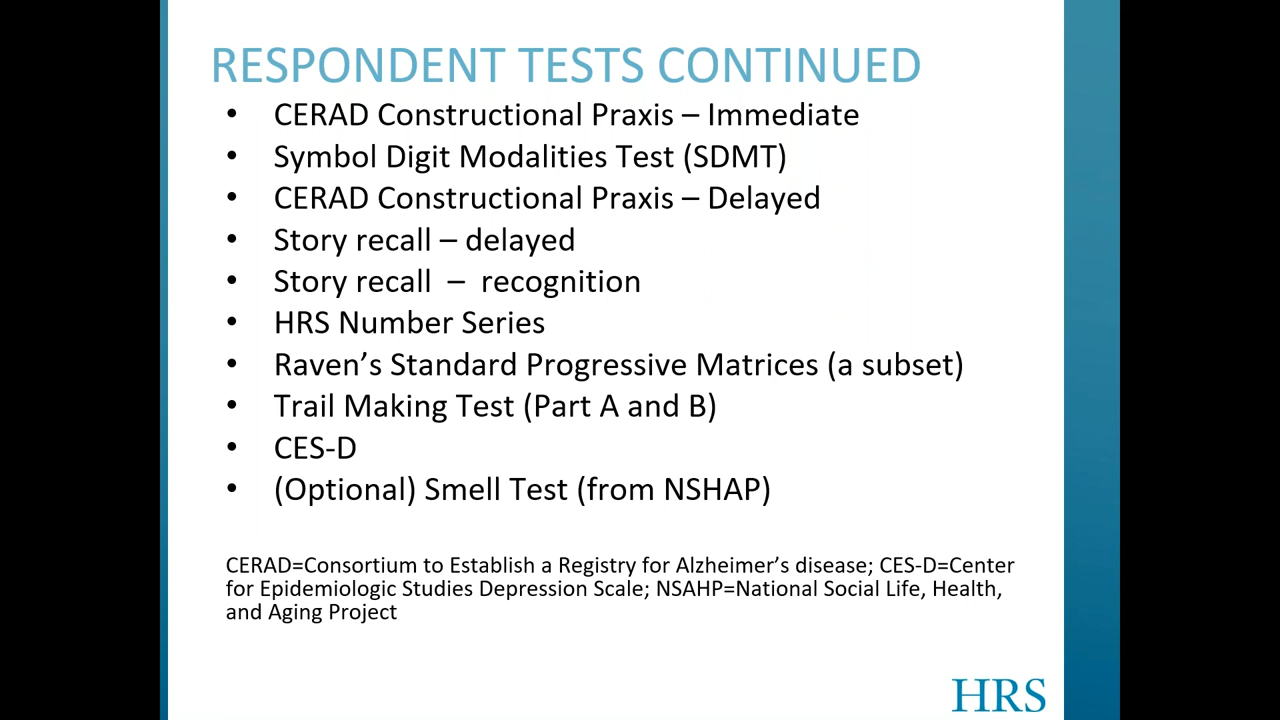 RESPONDENT TESTS CONTINUED
• CERAD Constructional Praxis – Immediate
• Symbol Digit Modalities Test (SDMT)
• CERAD Constructional Praxis – Delayed
• Story recall – delayed
• Story recall – recognition
• HRS Number Series
• Raven’s Standard Progressive Matrices (a subset)
• Trail Making Test (Part A and B)
• CES-D
• (Optional) Smell Test (from NSHAP)
CERAD=Consortium to Establish a Registry for Alzheimer’s disease; CES-D=Center
for Epidemiologic Studies Depression Scale; NSAHP=National Social Life, Health,
and Aging Project
HRS